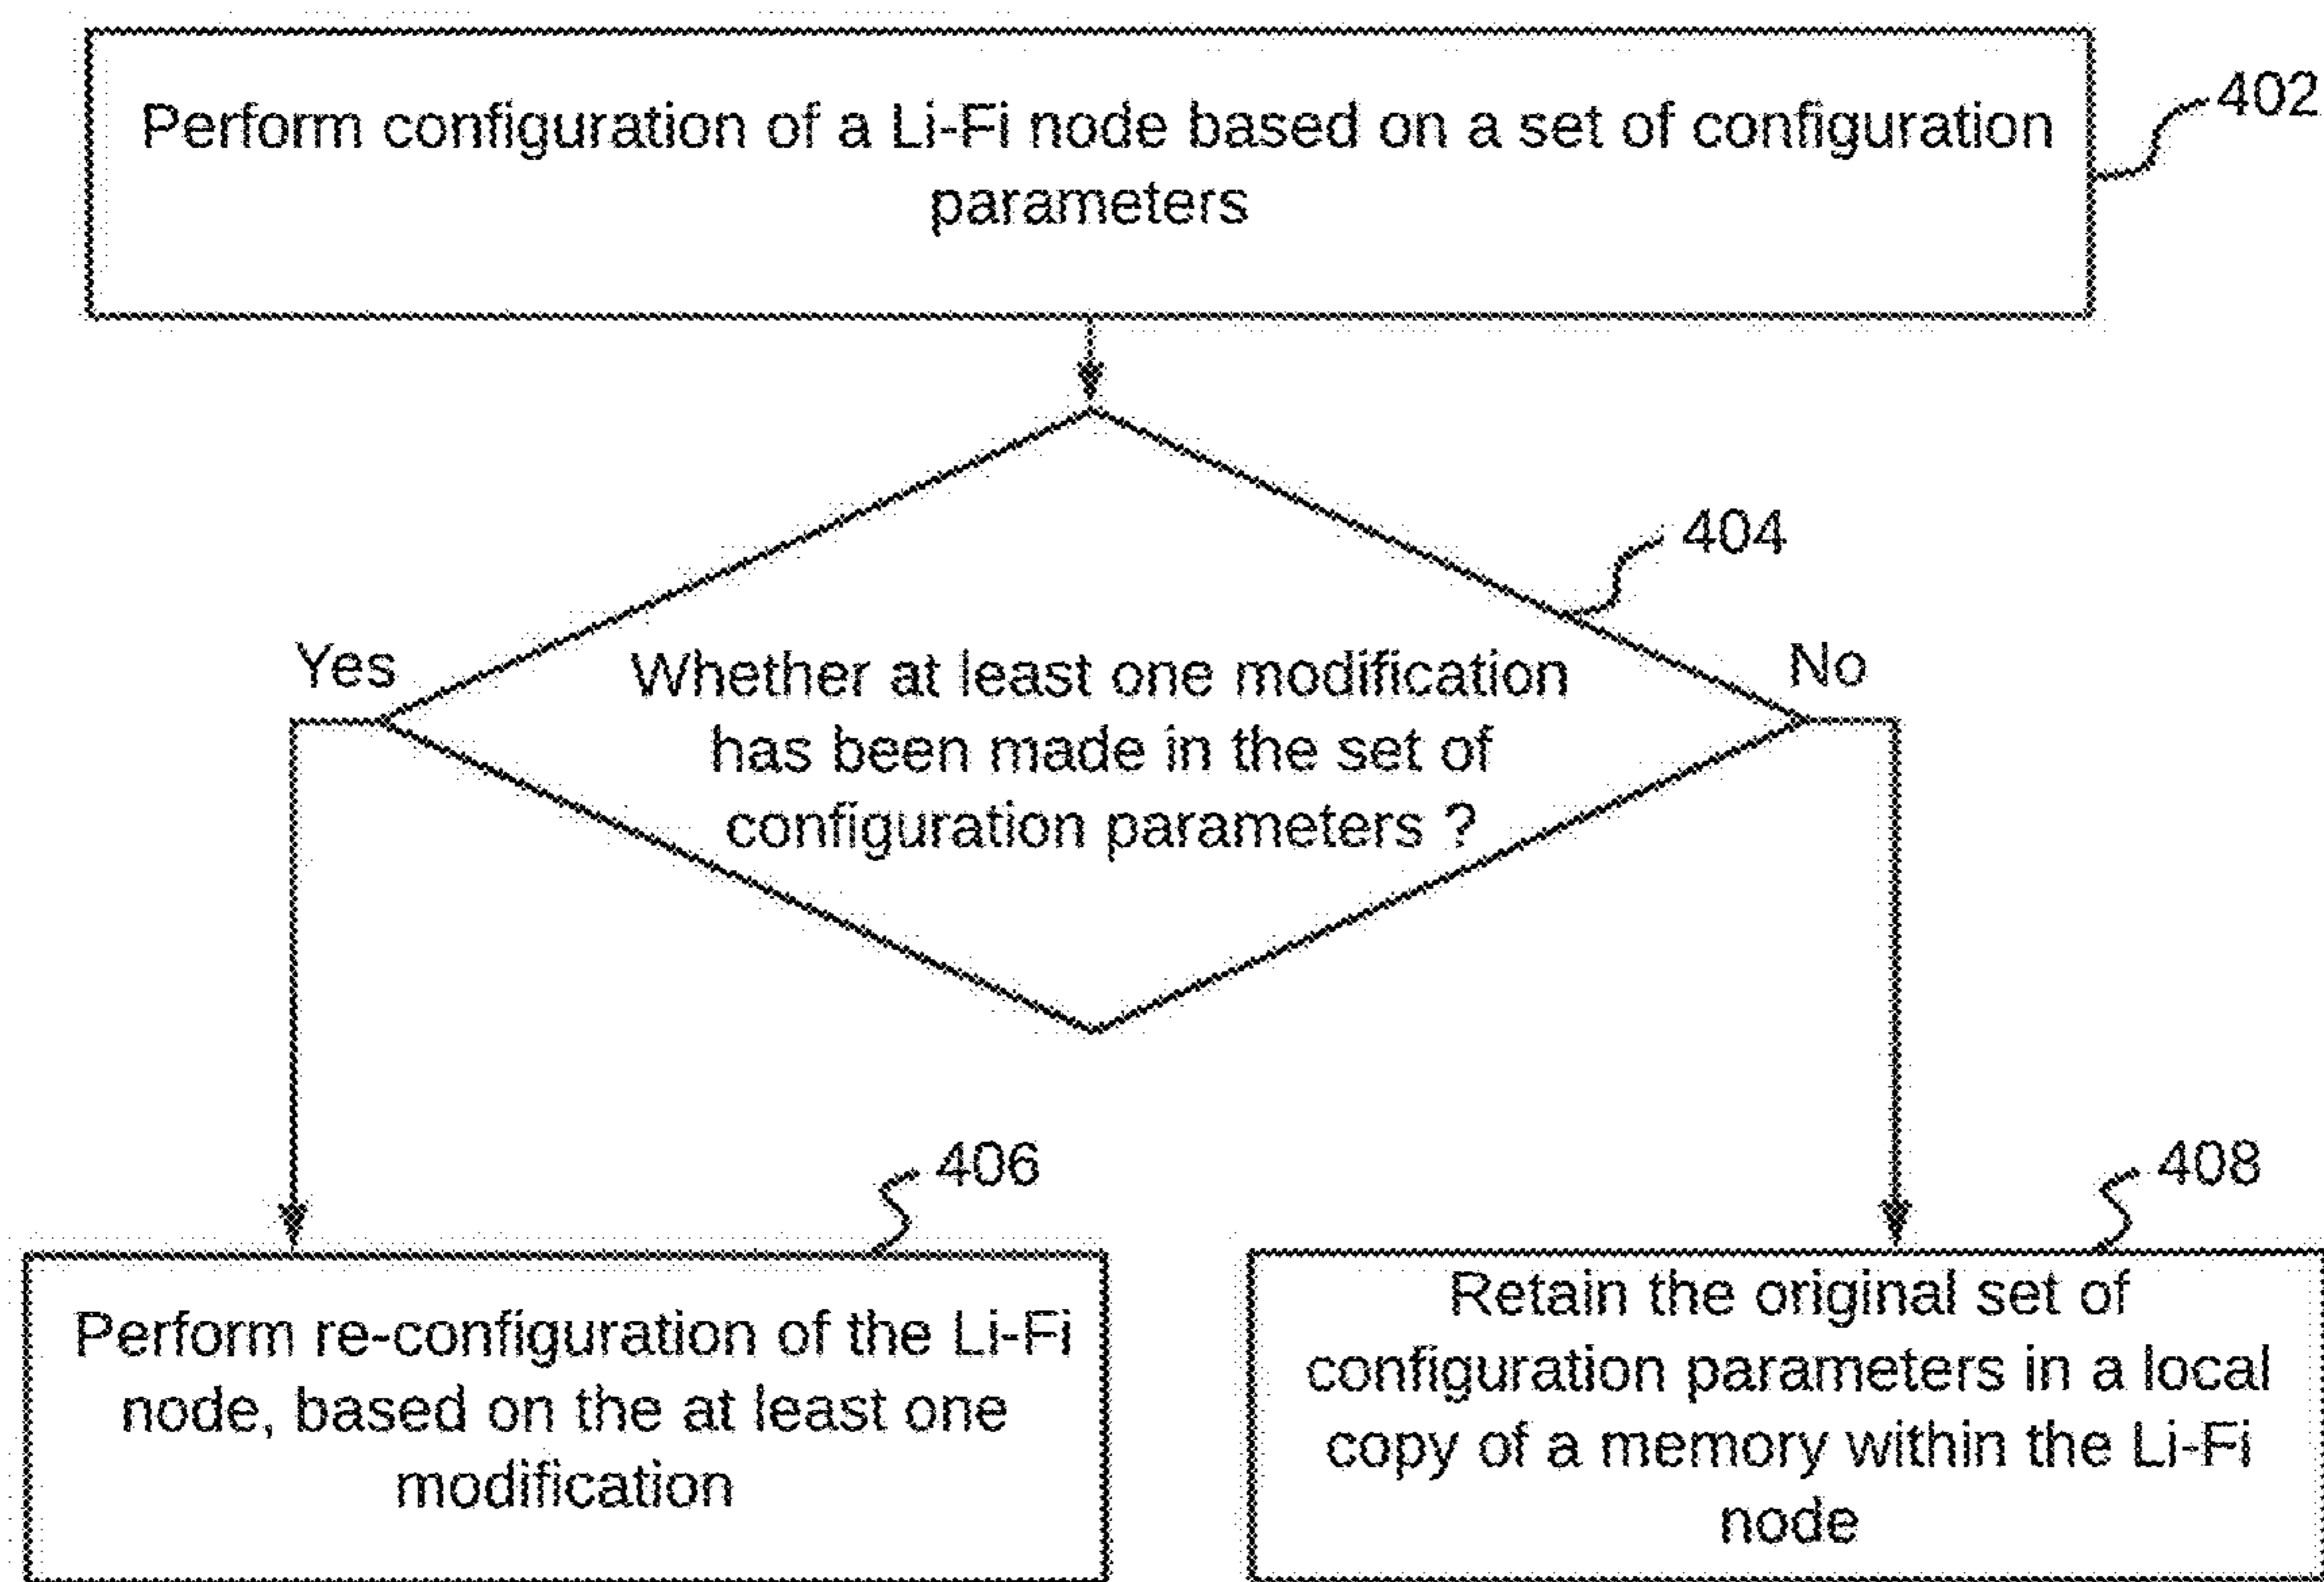 Perform configuration of a Li-Fi node based on a set of configuration
parameters
402
404
Yes
No
Whether at least one modification
has been made in the set of
configuration parameters ?
406
408
Perform re-configuration of the Li-Fi
node, based on the at least one
modification
Retain the original set of
configuration parameters in a local
copy of a memory within the Li-Fi
node